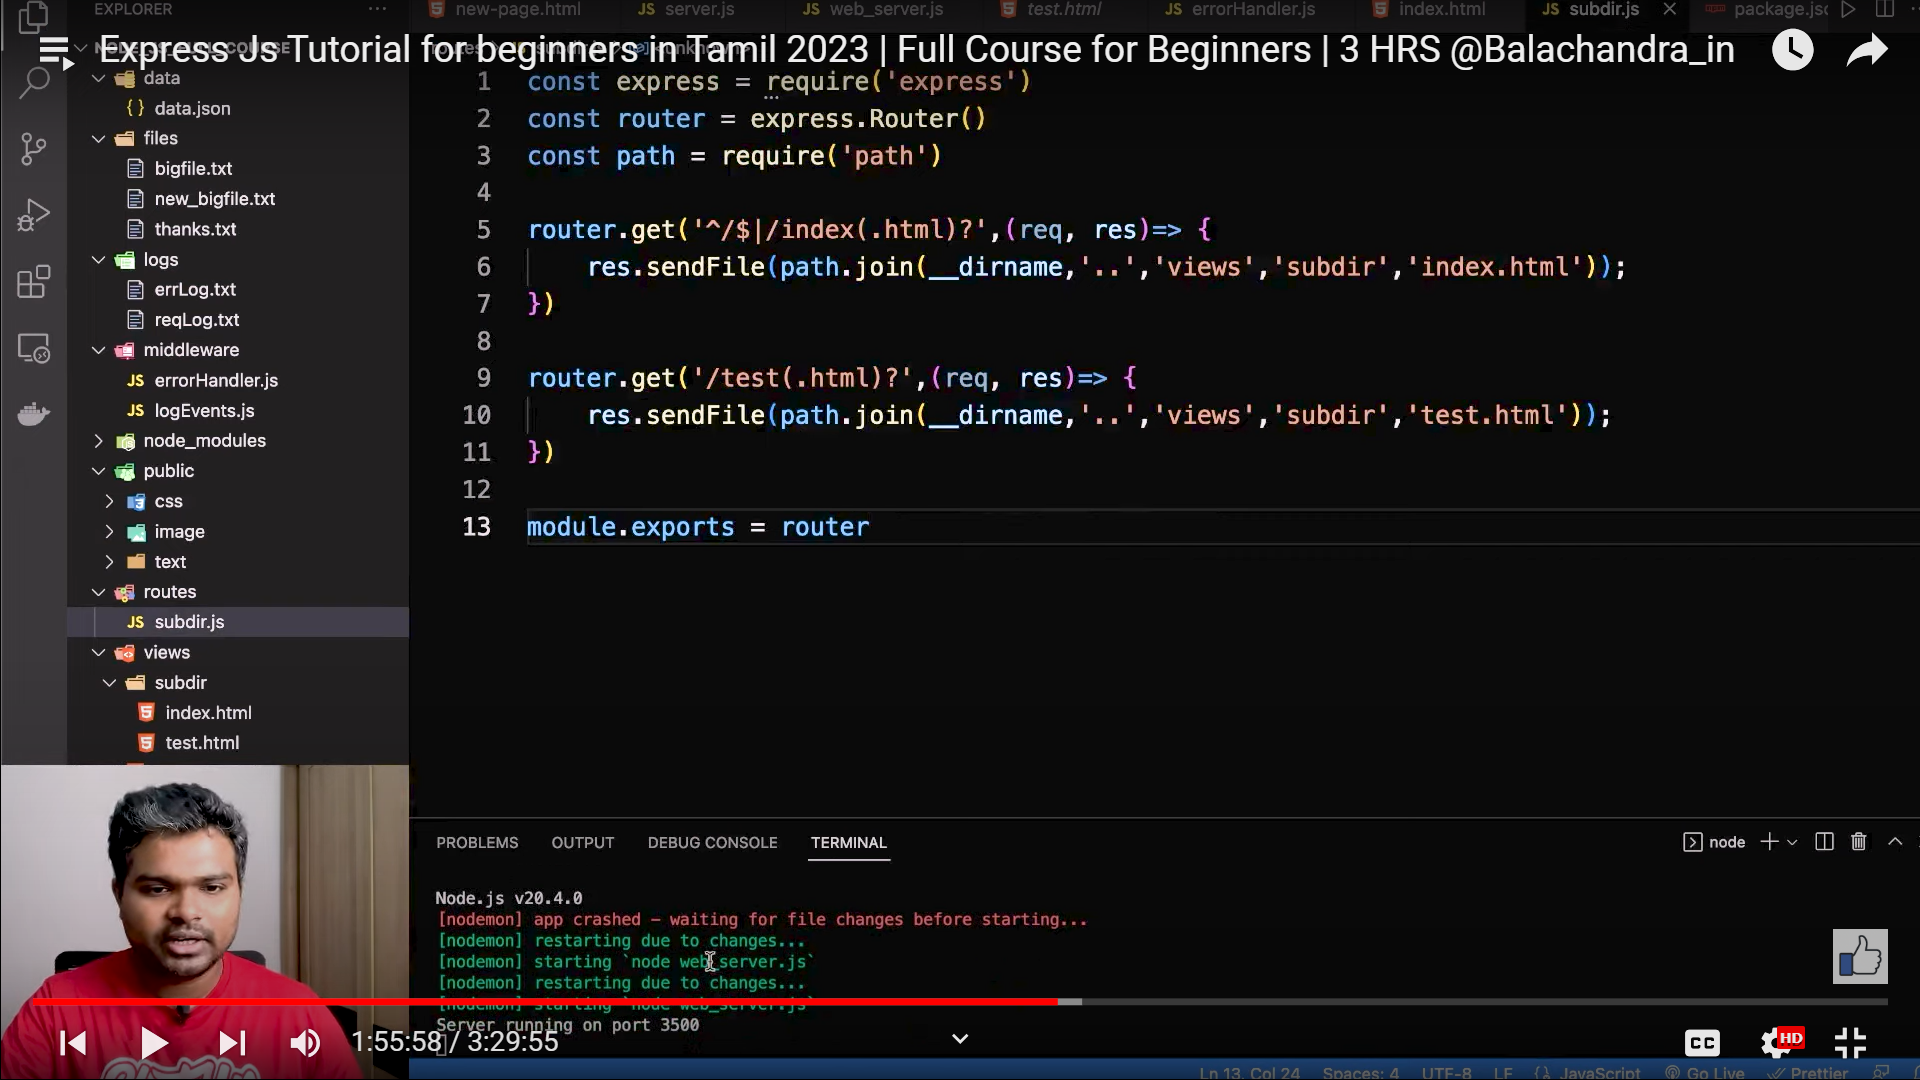 EXPLORER
new-page.html
JS server.js
JS web_server.js
test.html
JS errorHandler.js
index.html
JS subdir.js
Express Js Tutorial for beginners in Tamil 2023 | Full Course for Beginners | 3 HRS @Balachandra_in
data
{} data.json
files
bigfile.txt
new_bigfile.txt
thanks.txt
logs
errLog.txt
reqLog.txt
middleware
JS errorHandler.js
JS logEvents.js
node_modules
public
css
image
text
routes
JS subdir.js
views
subdir
index.html
test.html
1 const express = require('express')
2 const router = express.Router()
3 const path = require('path')
4
5 router.get('^/$|/index(.html)?',(req, res)=> {
6 res.sendFile(path.join(__dirname,'..','views','subdir','index.html'));
7 })
8
9 router.get('/test(.html)?',(req, res)=> {
10 res.sendFile(path.join(__dirname,'..','views','subdir','test.html'));
11 })
12
13 module.exports = router
PROBLEMS OUTPUT DEBUG CONSOLE TERMINAL
node
Node.js v20.4.0
[nodemon] app crashed – waiting for file changes before starting...
[nodemon] restarting due to changes...
[nodemon] starting `node web_server.js`
[nodemon] restarting due to changes...
[nodemon] starting `node web_server.js`
Server running on port 3500
1:55:58 / 3:29:55
CC
HD
Ln 13, Col 24 Spaces: 4 UTF-8 LF {} JavaScript Go Live Prettier